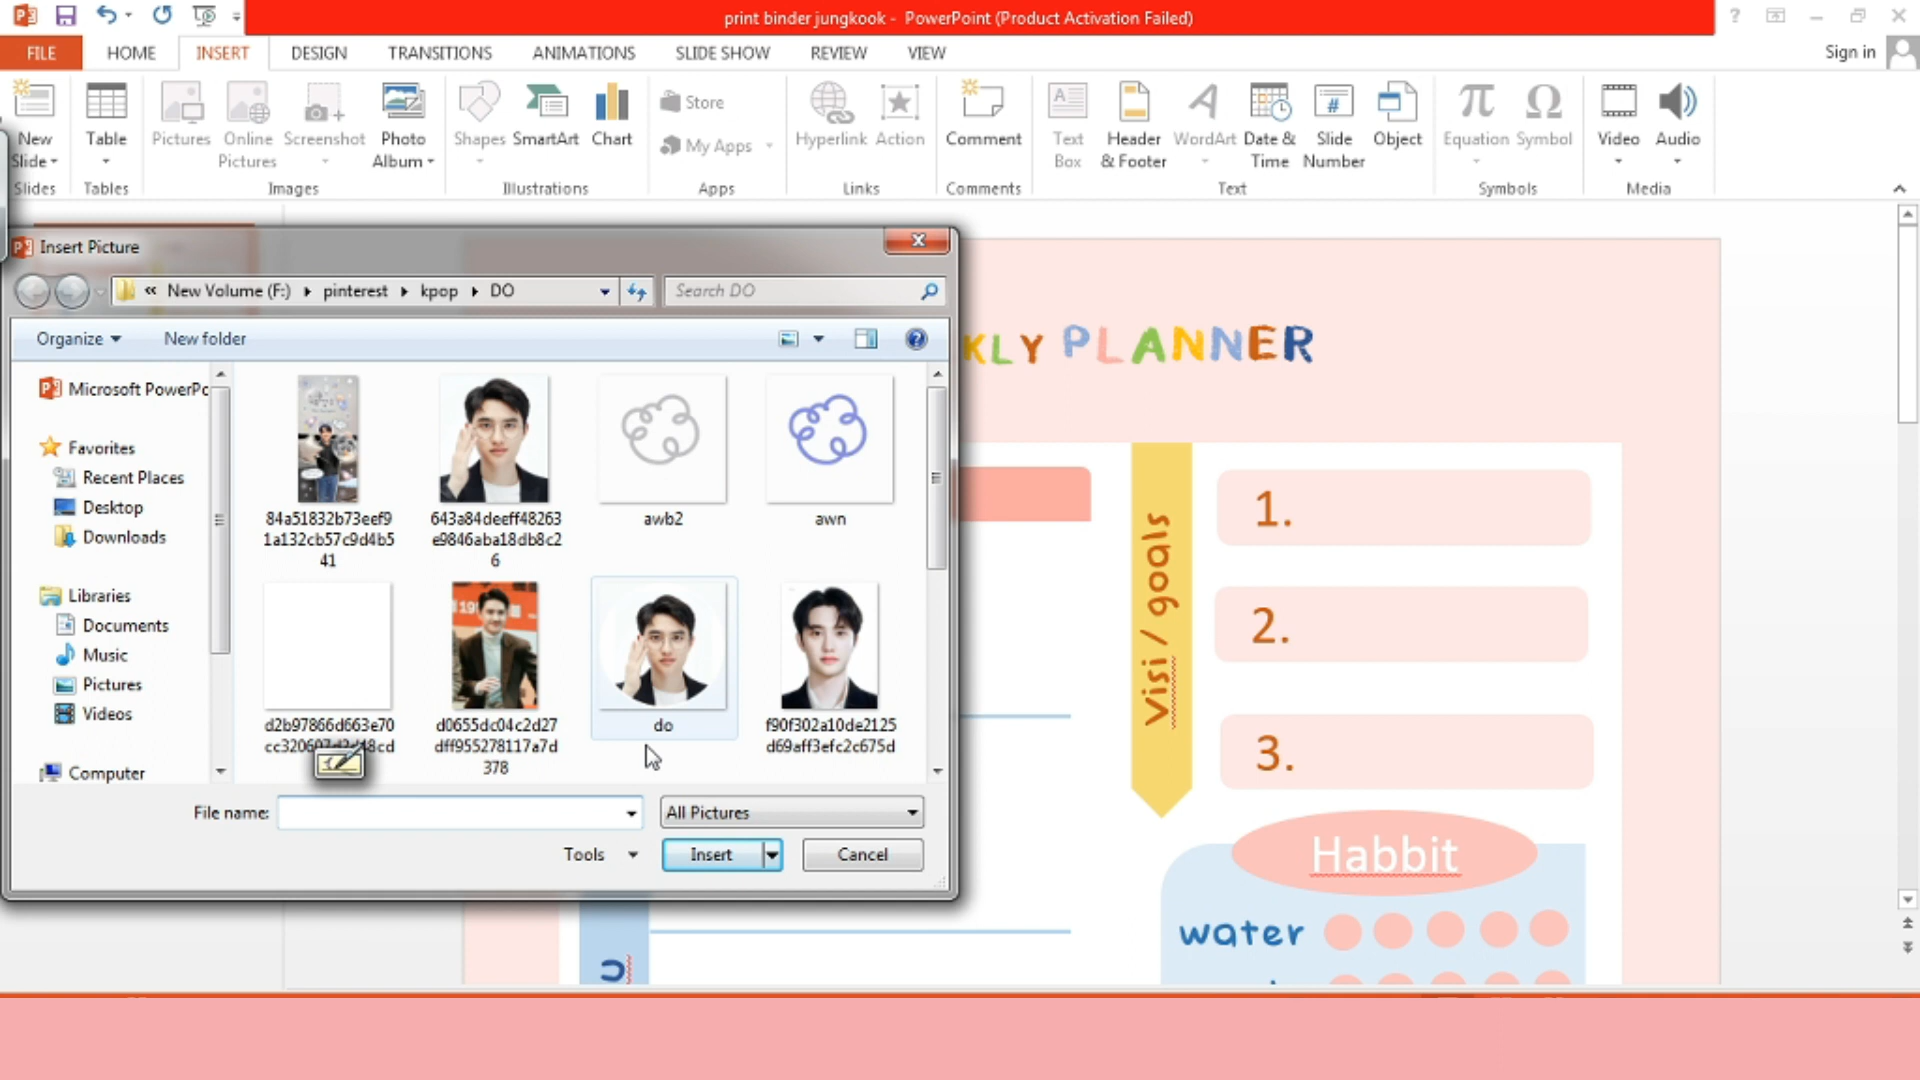 print binder jungkook - PowerPoint (Product Activation Failed)
FILE HOME INSERT DESIGN TRANSITIONS ANIMATIONS SLIDE SHOW REVIEW VIEW Sign in
New Slide
Table
Pictures
Online Pictures
Screenshot
Photo Album
Shapes
SmartArt
Chart
Store
My Apps
Hyperlink
Action
Comment
Text Box
Header & Footer
WordArt
Date & Time
Slide Number
Object
Equation
Symbol
Video
Audio
Slides Tables Images Illustrations Apps Links Comments Text Symbols Media
Insert Picture
« New Volume (F:) pinterest kpop DO
Search DO
Organize New folder
Microsoft PowerPo
Favorites
Recent Places
Desktop
Downloads
Libraries
Documents
Music
Pictures
Videos
Computer
84a51832b73eef9
1a132cb57c9d4b5
41
643a84deeff48263
e9846aba18db8c2
6
awb2
awn
d2b97866d663e70
d0655dc04c2d27
dff955278117a7d
378
do
f90f302a10de2125
d69aff3efc2c675d
File name:
All Pictures
Tools Insert Cancel
KLY PLANNER
Visi / goals
1.
2.
3.
Habbit
water